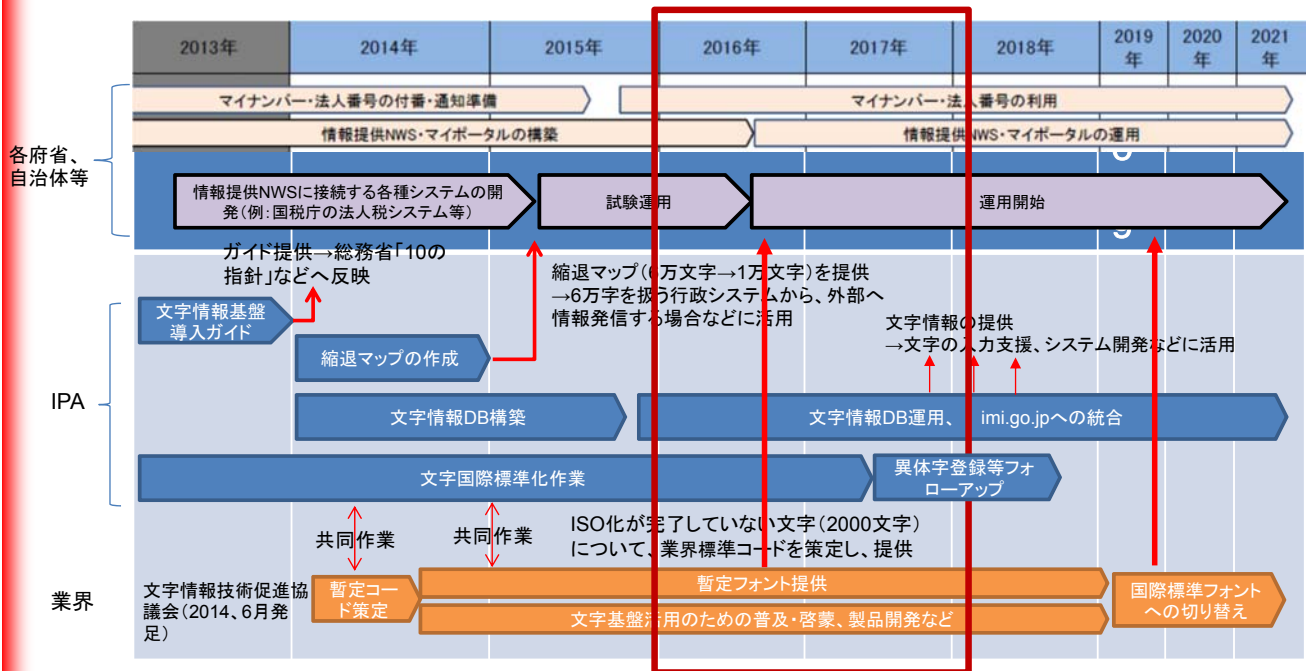 2013年
2014年
2015年
2016年
2017年
2018年
2019
年
2020
年
2021
年
マイナンバー・法人番号の付番・通知準備
マイナンバー・法人番号の利用
情報提供NWS・マイポータルの構築
情報提供NWS・マイポータルの運用
各府省、
自治体等
情報提供NWSに接続する各種システムの開
発(例:国税庁の法人税システム等)
試験運用
運用開始
ガイド提供→総務省「10の
指針」などへ反映
縮退マップ(6万文字→1万文字)を提供
→6万字を扱う行政システムから、外部へ
情報発信する場合などに活用
文字情報の提供
→文字の入力支援、システム開発などに活用
文字情報基盤
導入ガイド
縮退マップの作成
IPA
文字情報DB構築
文字情報DB運用、 imi.go.jpへの統合
文字国際標準化作業
異体字登録等フォ
ローアップ
共同作業
共同作業
ISO化が完了していない文字(2000文字)
について、業界標準コードを策定し、提供
業界
文字情報技術促進協
議会(2014、6月発
足)
暫定コー
ド策定
暫定フォント提供
文字基盤活用のための普及・啓蒙、製品開発など
国際標準フォント
への切り替え